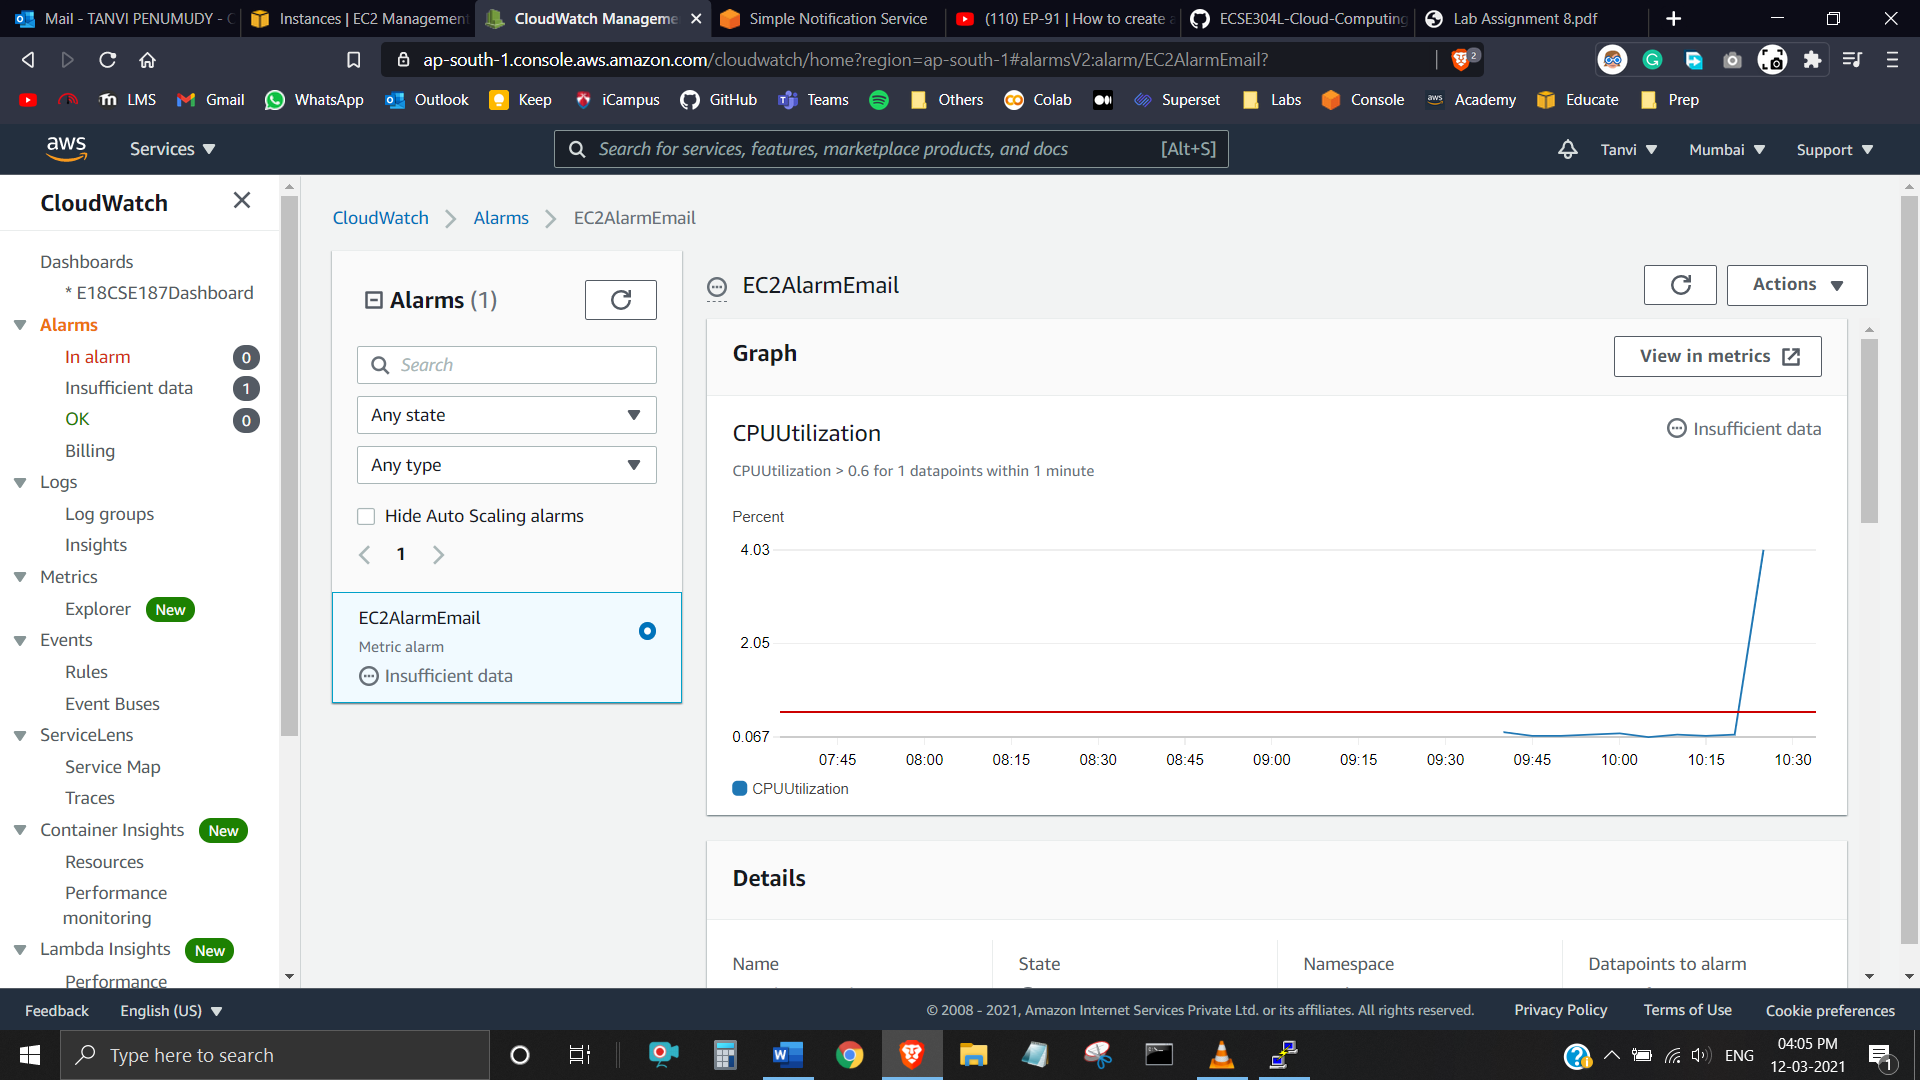 Mail - TANVI PENUMUDY - 
Instances | EC2 Management
CloudWatch Manageme
Simple Notification Service
(110) EP-91 | How to create a
ECSE304L-Cloud-Computing
Lab Assignment 8.pdf
ap-south-1.console.aws.amazon.com/cloudwatch/home?region=ap-south-1#alarmsV2:alarm/EC2AlarmEmail?
2
LMS
Gmail
WhatsApp
Outlook
Keep
iCampus
GitHub
Teams
Others
Colab
Superset
Labs
Console
Academy
Educate
Prep
aws
Services
Search for services, features, marketplace products, and docs
[Alt+S]
Tanvi
Mumbai
Support
CloudWatch
Dashboards
* E18CSE187Dashboard
Alarms
In alarm 0
Insufficient data 1
OK 0
Billing
Logs
Log groups
Insights
Metrics
Explorer New
Events
Rules
Event Buses
ServiceLens
Service Map
Traces
Container Insights New
Resources
Performance
monitoring
Lambda Insights New
Performance
CloudWatch > Alarms > EC2AlarmEmail
Alarms (1)
Search
Any state
Any type
Hide Auto Scaling alarms
1
EC2AlarmEmail
Metric alarm
Insufficient data
EC2AlarmEmail
Actions
Graph
View in metrics
CPUUtilization
Insufficient data
CPUUtilization > 0.6 for 1 datapoints within 1 minute
Percent
4.03
2.05
0.067
07:45 08:00 08:15 08:30 08:45 09:00 09:15 09:30 09:45 10:00 10:15 10:30
CPUUtilization
Details
Name
State
Namespace
Datapoints to alarm
Feedback
English (US)
© 2008 - 2021, Amazon Internet Services Private Ltd. or its affiliates. All rights reserved.
Privacy Policy
Terms of Use
Cookie preferences
Type here to search
ENG
04:05 PM
12-03-2021
1